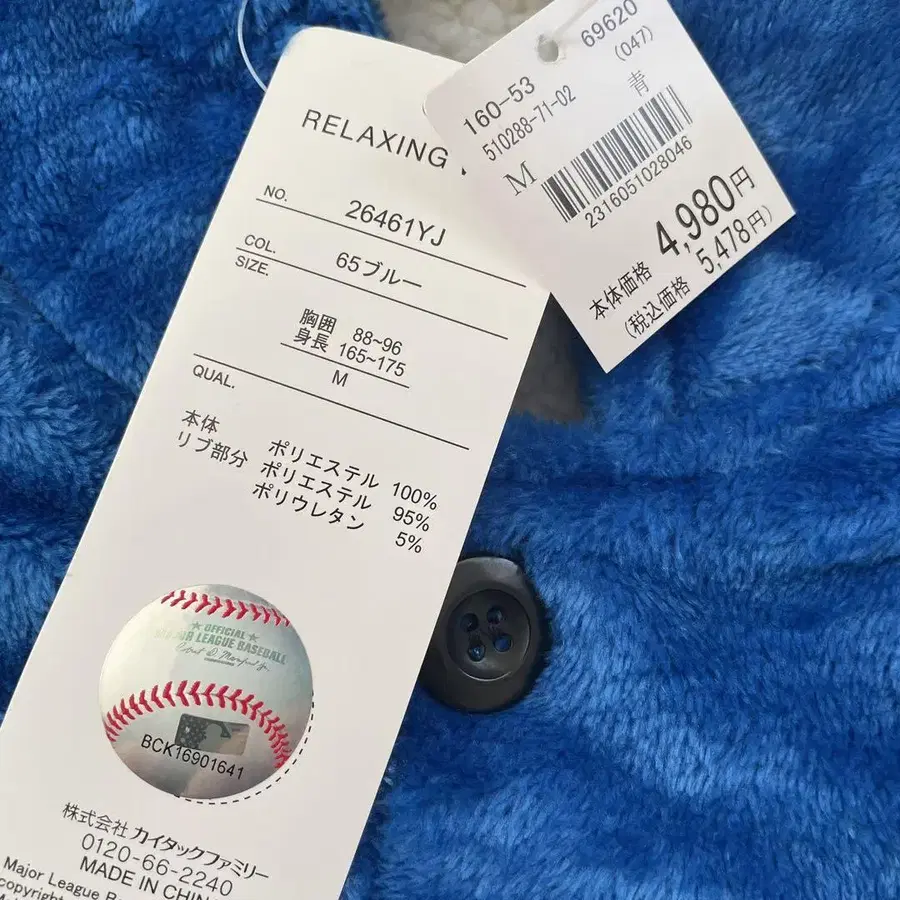 RELAXING
NO. 26461YJ
COL. 65ブルー
SIZE.
胸囲 88~96
身長 165~175
M
QUAL.
本体 ポリエステル 100%
リブ部分 ポリエステル 95%
ポリウレタン 5%
OFFICIAL
MAJOR LEAGUE BASEBALL
BCK16901641
株式会社 カイタックファミリー
0120-66-2240
MADE IN CHIN
Major League B
copyrights
69620
(047)
160-53
510288-71-02 青
M
2316051028046
本体価格 4,980円
(税込価格 5,478円)